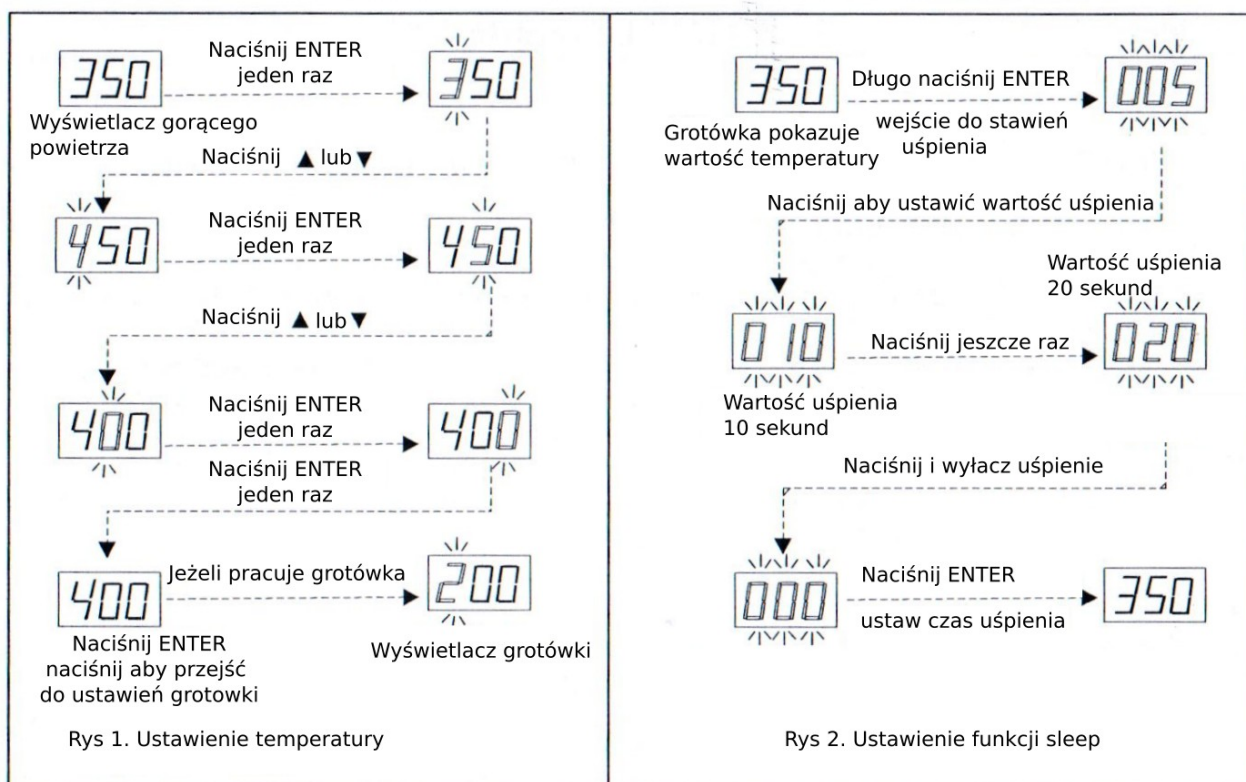 350
Naciśnij ENTER
jeden raz
350
Wyświetlacz gorącego
powietrza
Naciśnij ▲ lub ▼
450
Naciśnij ENTER
jeden raz
450
Naciśnij ▲ lub ▼
400
Naciśnij ENTER
jeden raz
400
Naciśnij ENTER
jeden raz
400
Jeżeli pracuje grotówka
200
Naciśnij ENTER
naciśnij aby przejść
do ustawień grotowki
Wyświetlacz grotówki
Rys 1. Ustawienie temperatury
350
Długo naciśnij ENTER
005
Grotówka pokazuje
wartość temperatury
wejście do stawień
uśpienia
Naciśnij aby ustawić wartość uśpienia
Wartość uśpienia
20 sekund
010
Naciśnij jeszcze raz
020
Wartość uśpienia
10 sekund
Naciśnij i wyłacz uśpienie
000
Naciśnij ENTER
ustaw czas uśpienia
350
Rys 2. Ustawienie funkcji sleep